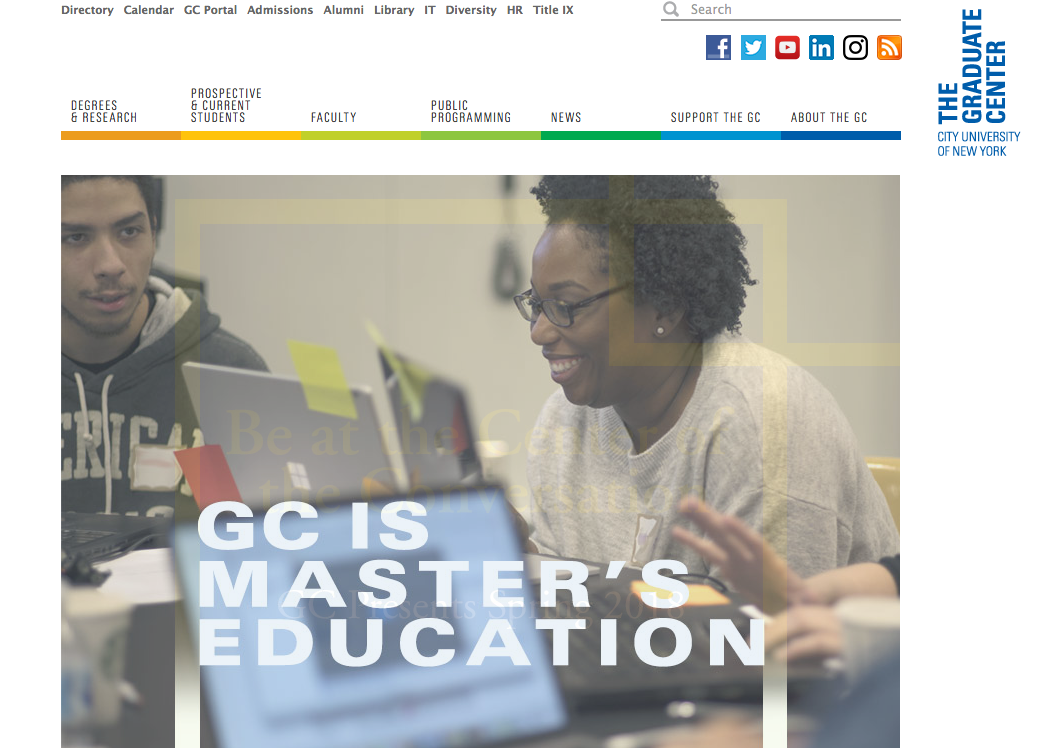 Directory Calendar GC Portal Admissions Alumni Library IT Diversity HR Title IX
Search
THE
GRADUATE
CENTER
CITY UNIVERSITY
OF NEW YORK
DEGREES
& RESEARCH
PROSPECTIVE
& CURRENT
STUDENTS
FACULTY
PUBLIC
PROGRAMMING
NEWS
SUPPORT THE GC
ABOUT THE GC
Be at the Center of
the Conversation
GC IS
MASTER'S
EDUCATION
GC Presents Spring 2018